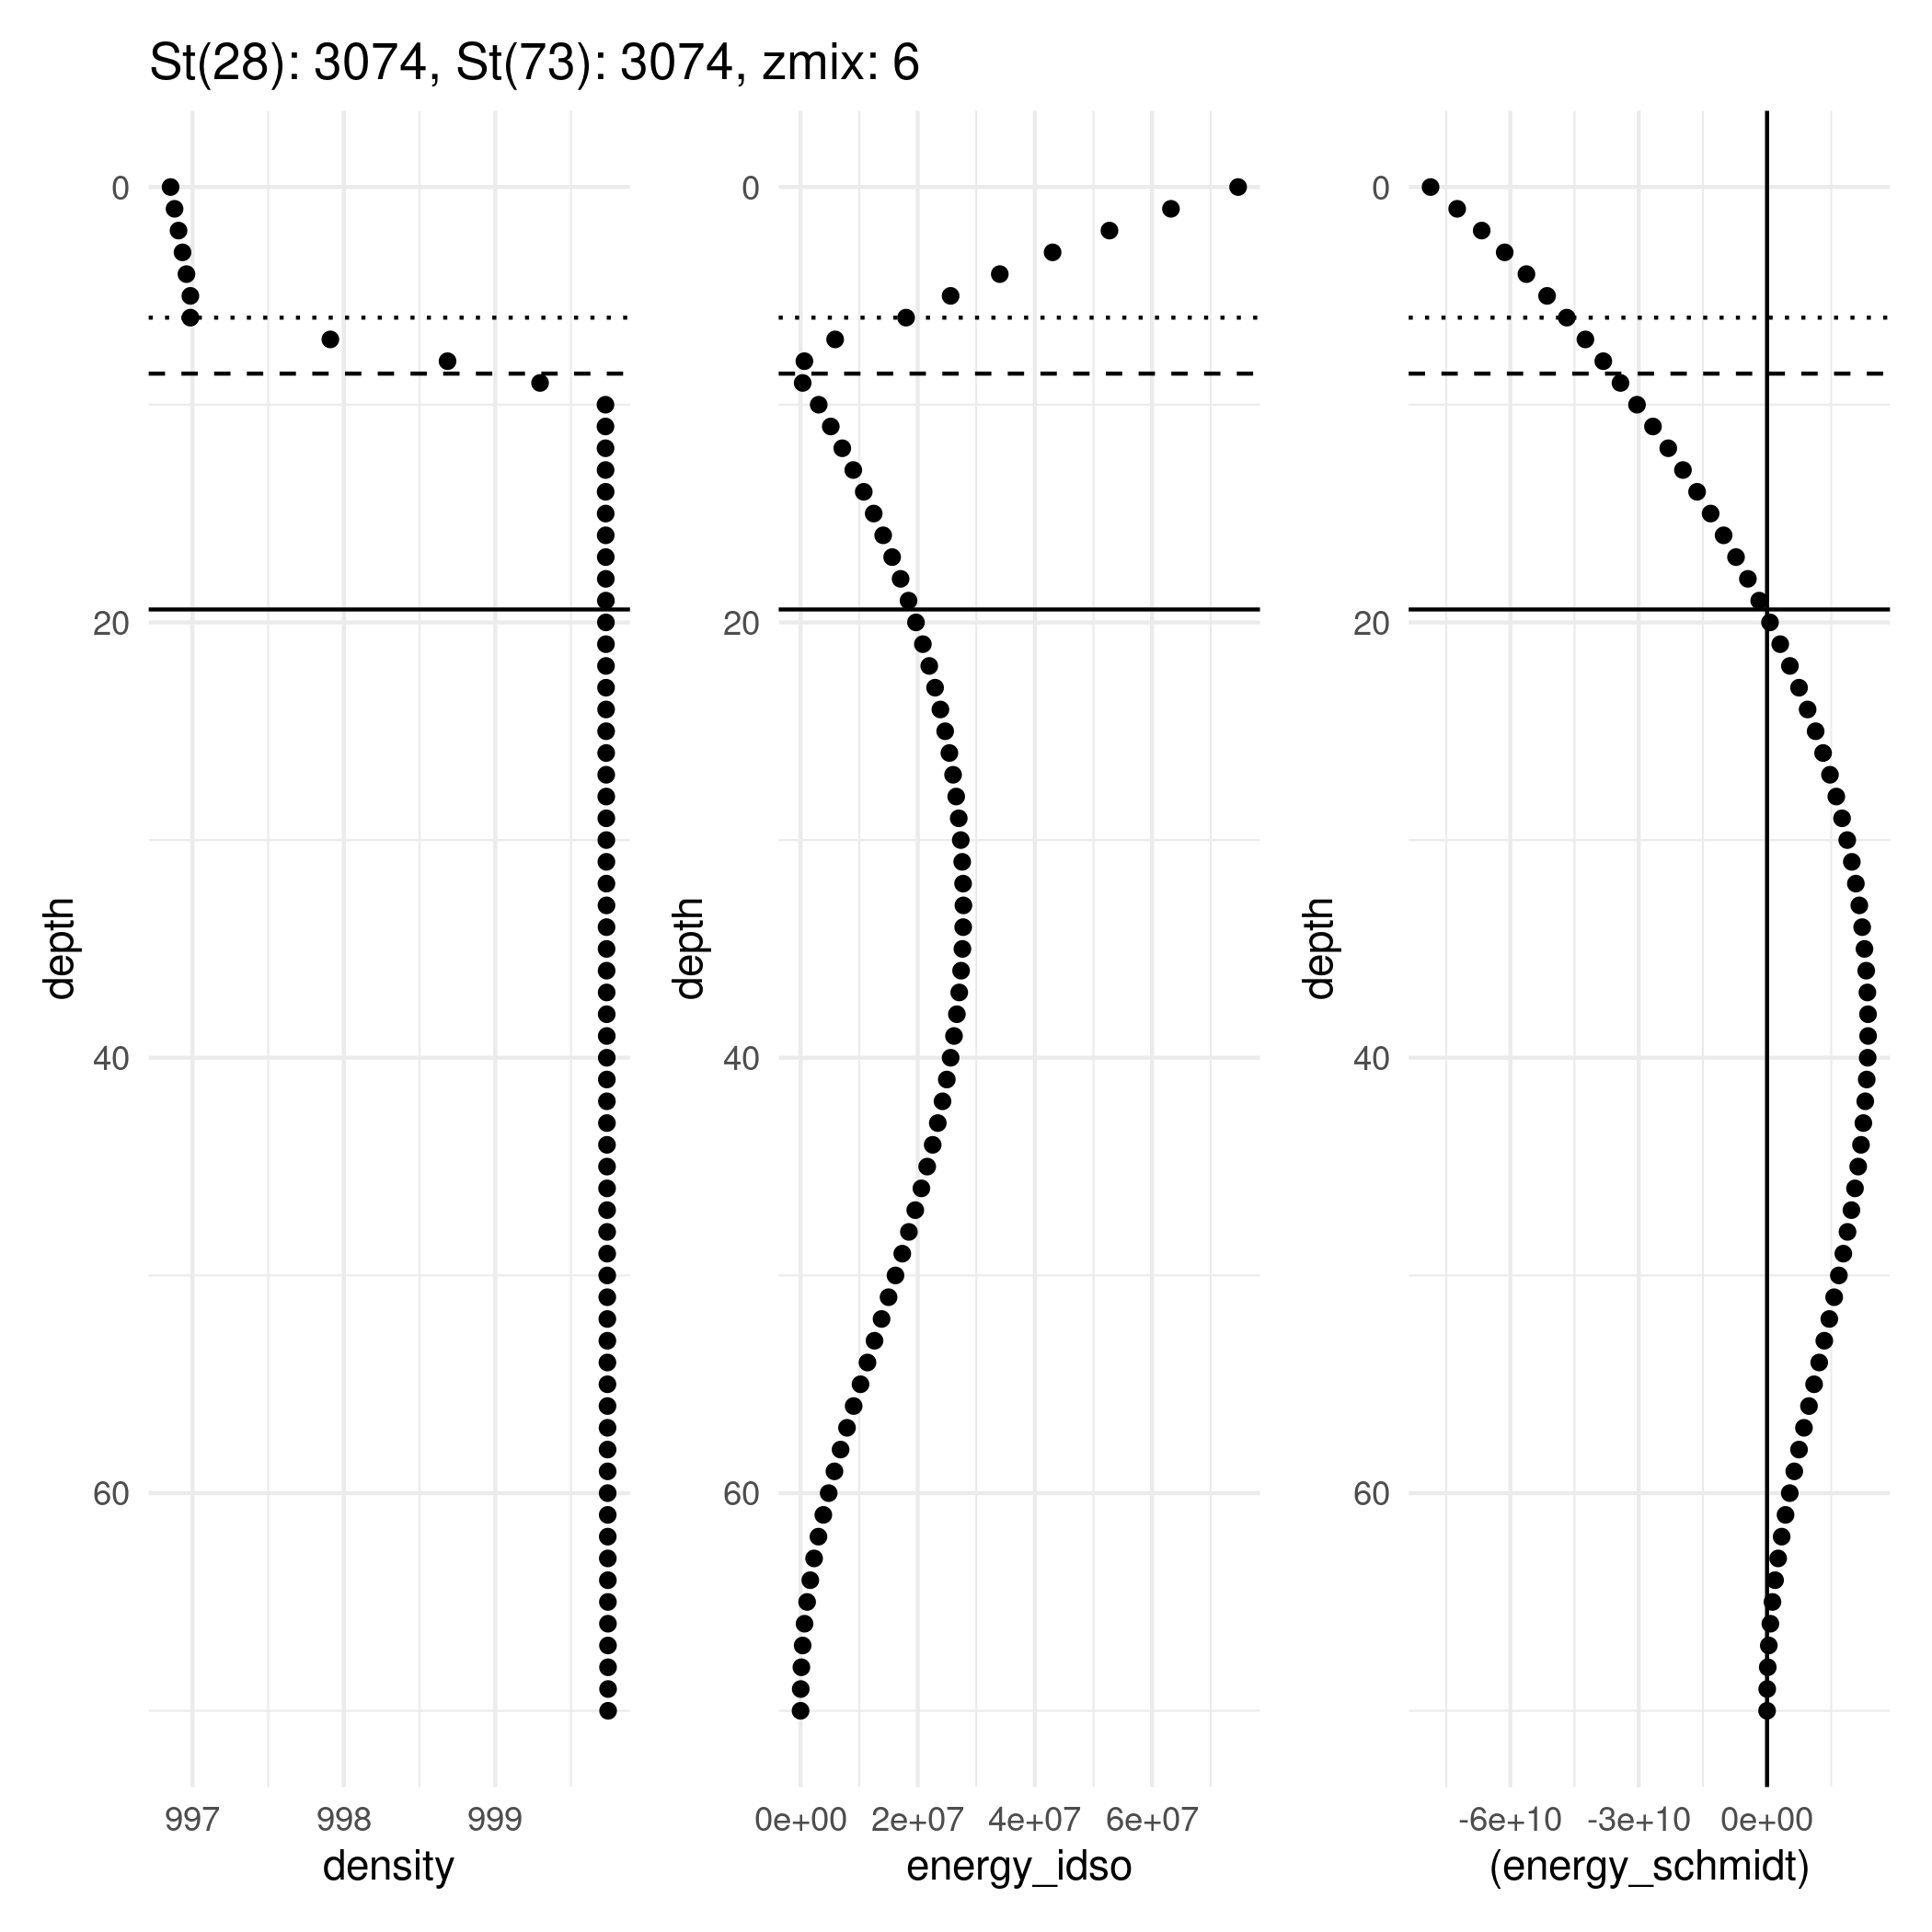 St(28): 3074, St(73): 3074, zmix: 6
0
20
40
60
depth
997 998 999
density
0
20
40
60
depth
0e+00 2e+07 4e+07 6e+07
energy_idso
0
20
40
60
depth
-6e+10 -3e+10 0e+00
(energy_schmidt)